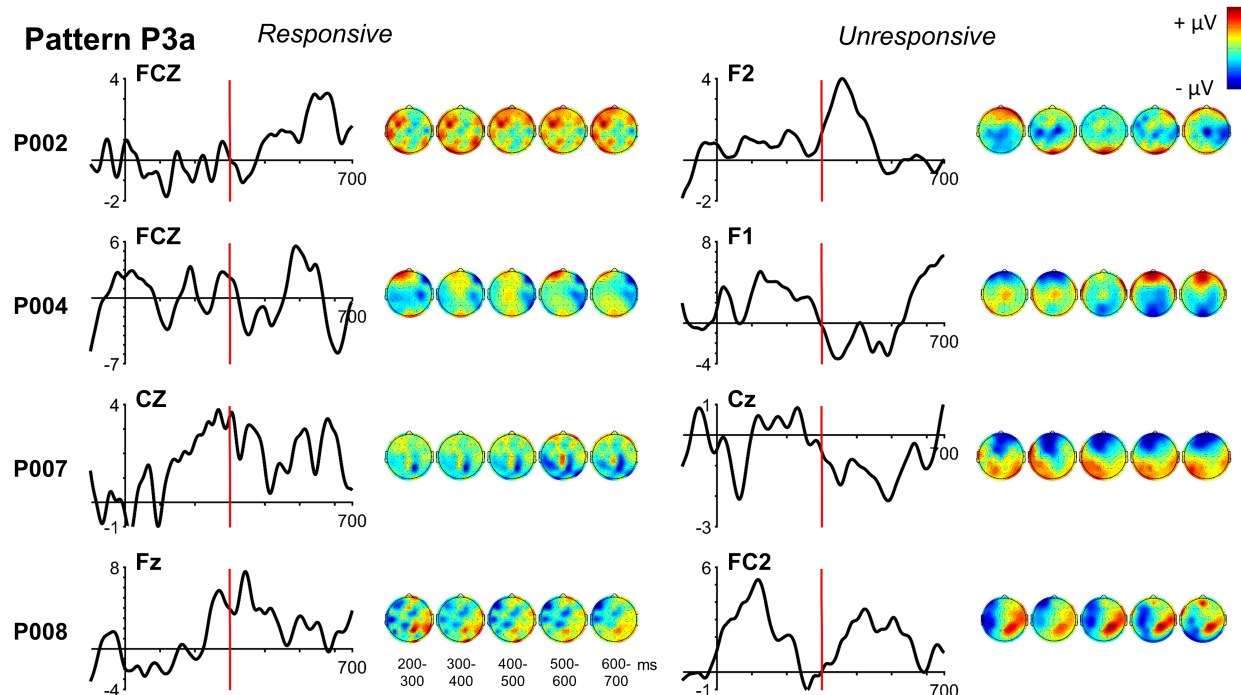 Pattern P3a
Responsive
Unresponsive
+ µV
- µV
P002
FCZ
4
-2
700
F2
4
-2
700
P004
FCZ
6
-7
700
F1
8
-4
700
P007
CZ
4
-1
700
Cz
1
-3
700
P008
Fz
8
-4
700
200-
300
300-
400
400-
500
500-
600
600-
700
ms
FC2
6
-1
700